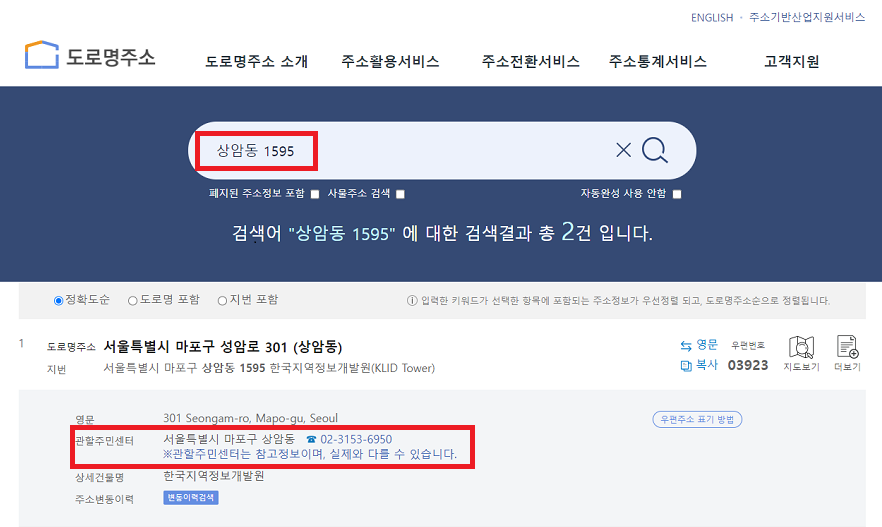 ENGLISH · 주소기반산업지원서비스
도로명주소 도로명주소 소개 주소활용서비스 주소전환서비스 주소통계서비스 고객지원
상암동 1595
폐지된 주소정보 포함 사물주소 검색 자동완성 사용 안함
검색어 "상암동 1595" 에 대한 검색결과 총 2건 입니다.
정확도순 도로명 포함 지번 포함 입력한 키워드가 선택한 항목에 포함되는 주소정보가 우선정렬 되고, 도로명주소순으로 정렬됩니다.
1 도로명주소 서울특별시 마포구 성암로 301 (상암동) 영문 우편번호
지번 서울특별시 마포구 상암동 1595 한국지역정보개발원(KLID Tower) 복사 03923 지도보기 더보기
영문 301 Seongam-ro, Mapo-gu, Seoul 우편주소 표기 방법
관할주민센터 서울특별시 마포구 상암동 ☎ 02-3153-6950
※관할주민센터는 참고정보이며, 실제와 다를 수 있습니다.
상세건물명 한국지역정보개발원
주소변동이력 변동이력검색